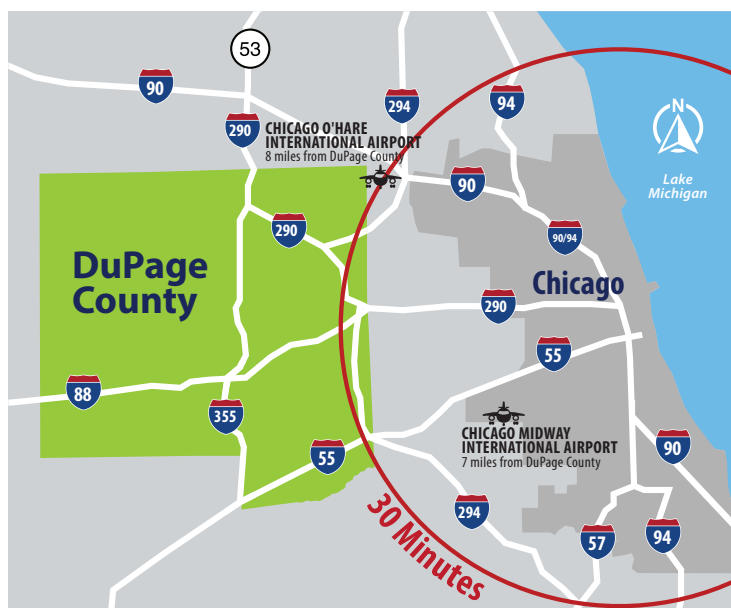 53
90
290
294
94
N
CHICAGO O'HARE
INTERNATIONAL AIRPORT
8 miles from DuPage County
Lake
Michigan
90
290
90/94
DuPage
County
Chicago
290
55
88
355
55
CHICAGO MIDWAY
INTERNATIONAL AIRPORT
7 miles from DuPage County
90
294
57
94
30 Minutes